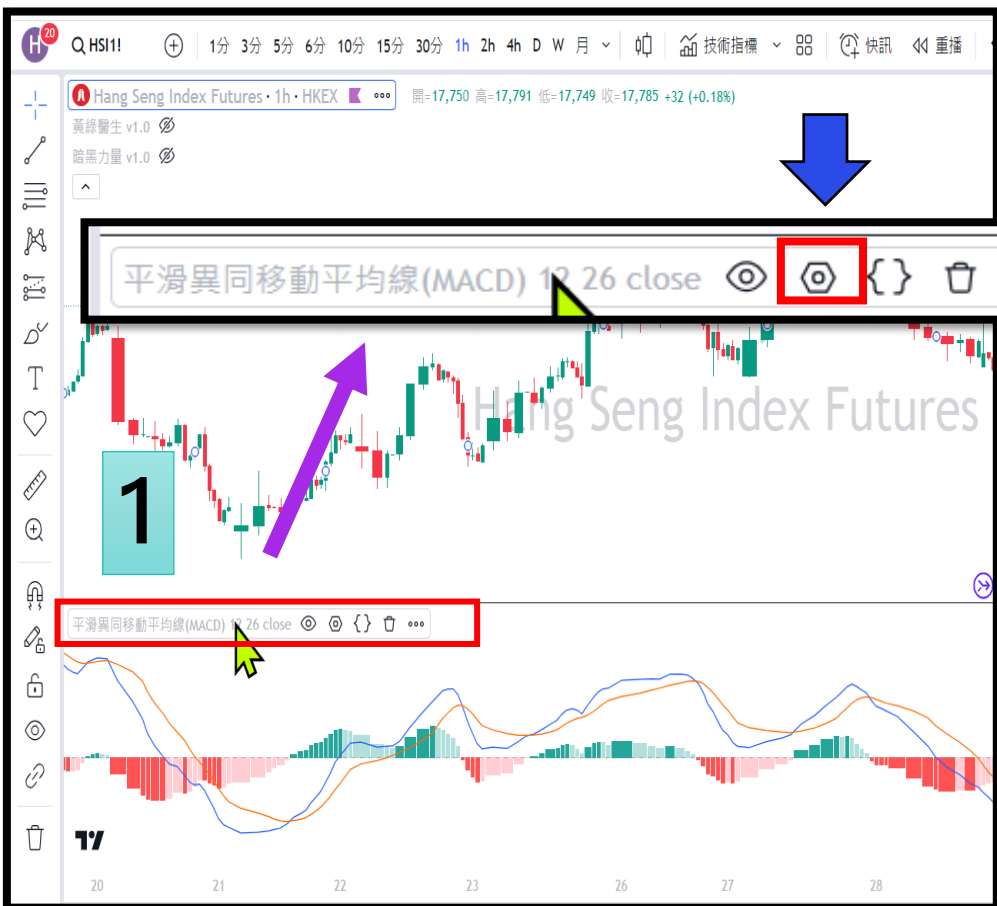 H 20 HSI1! 1分 3分 5分 6分 10分 15分 30分 1h 2h 4h D W 月 技術指標 快訊 重播
Hang Seng Index Futures · 1h · HKEX 開=17,750 高=17,791 低=17,749 收=17,785 +32 (+0.18%)
黃綠醫生 v1.0
暗黑力量 v1.0
平滑異同移動平均線(MACD) 12 26 close { }
Hang Seng Index Futures
1
平滑異同移動平均線(MACD) 12 26 close { }
20 21 22 23 26 27 28